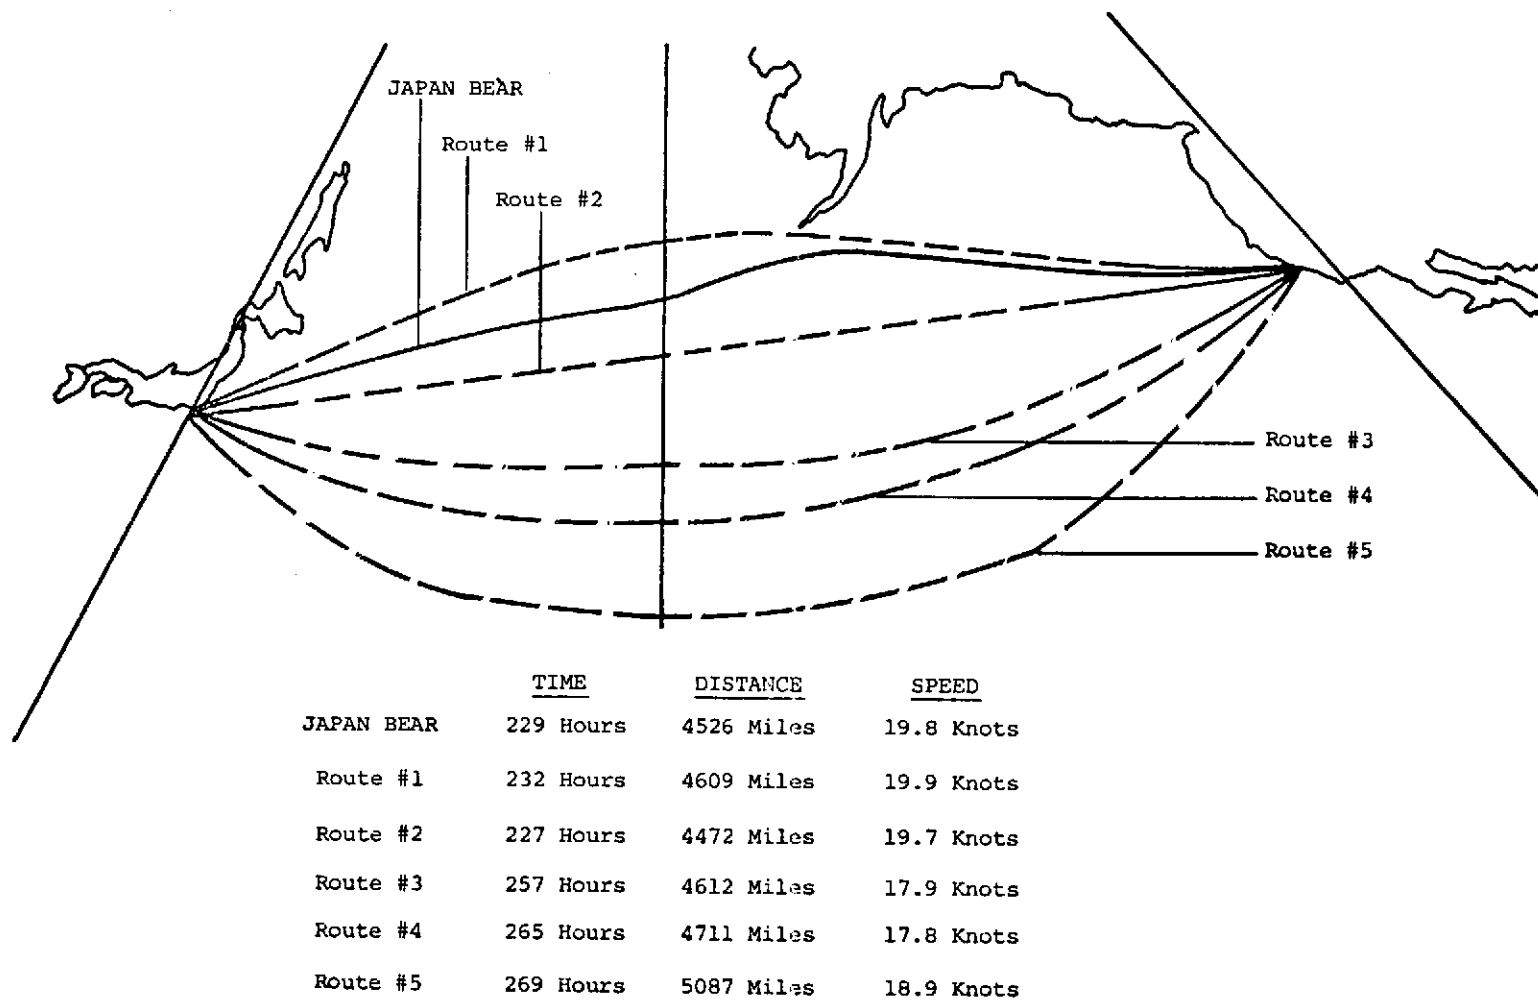 JAPAN BEAR
Route #1
Route #2
Route #3
Route #4
Route #5
TIME DISTANCE SPEED
JAPAN BEAR 229 Hours 4526 Miles 19.8 Knots
Route #1 232 Hours 4609 Miles 19.9 Knots
Route #2 227 Hours 4472 Miles 19.7 Knots
Route #3 257 Hours 4612 Miles 17.9 Knots
Route #4 265 Hours 4711 Miles 17.8 Knots
Route #5 269 Hours 5087 Miles 18.9 Knots